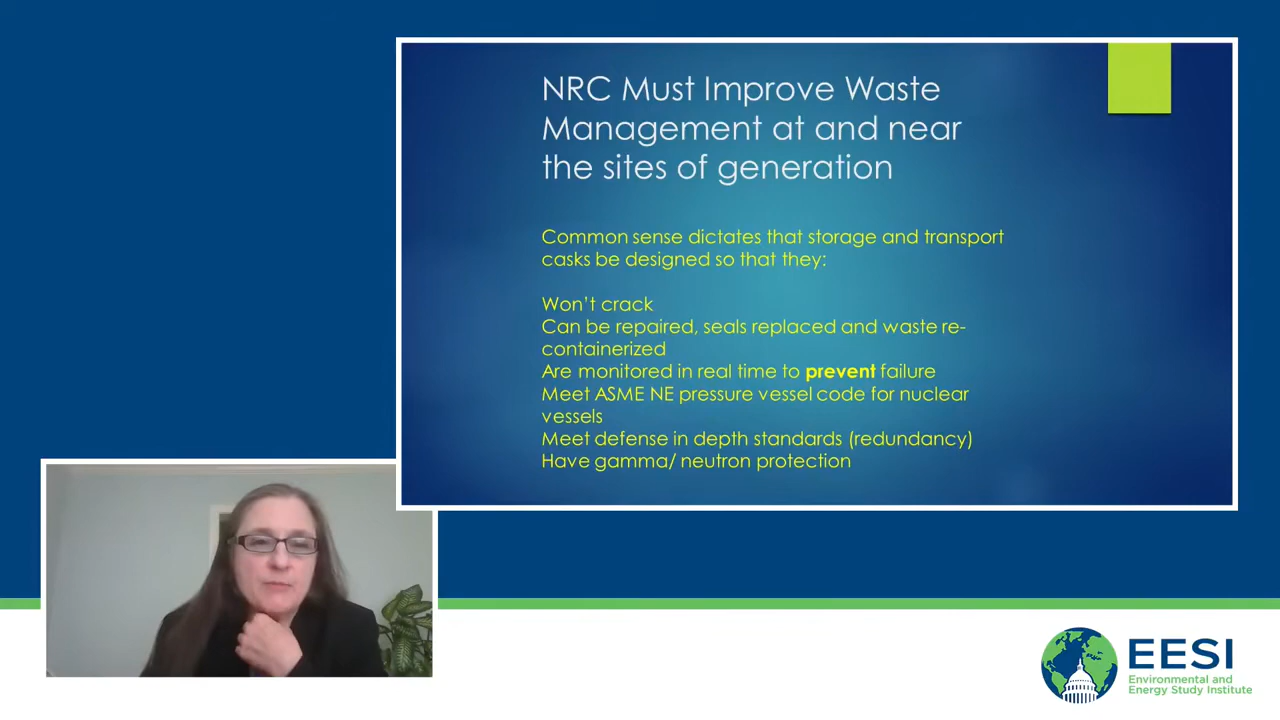 NRC Must Improve Waste
Management at and near
the sites of generation
Common sense dictates that storage and transport
casks be designed so that they:
Won’t crack
Can be repaired, seals replaced and waste re-
containerized
Are monitored in real time to prevent failure
Meet ASME NE pressure vessel code for nuclear
vessels
Meet defense in depth standards (redundancy)
Have gamma/ neutron protection
EESI
Environmental and
Energy Study Institute